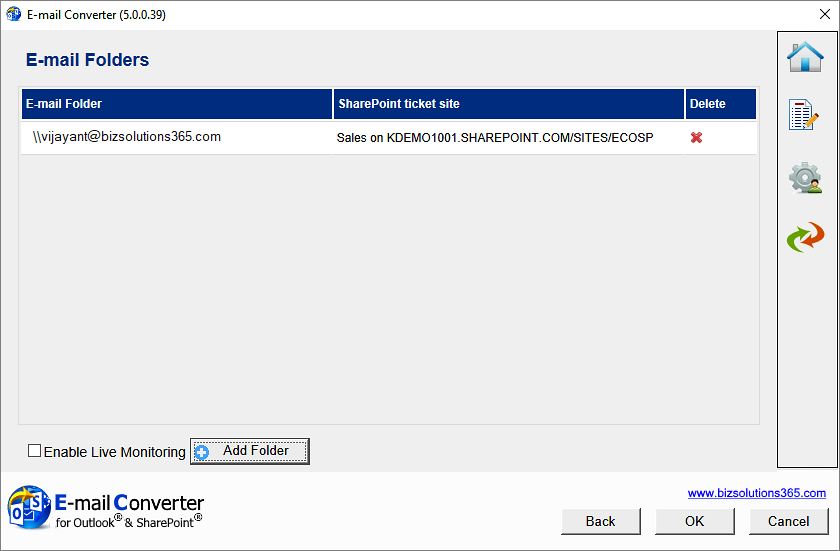 E-mail Converter (5.0.0.39)
E-mail Folders
E-mail Folder SharePoint ticket site Delete
\\vijayant@bizsolutions365.com Sales on KDEMO1001.SHAREPOINT.COM/SITES/ECOSP
Enable Live Monitoring Add Folder
www.bizsolutions365.com
O S
E-mail Converter
for Outlook® & SharePoint®
Back OK Cancel